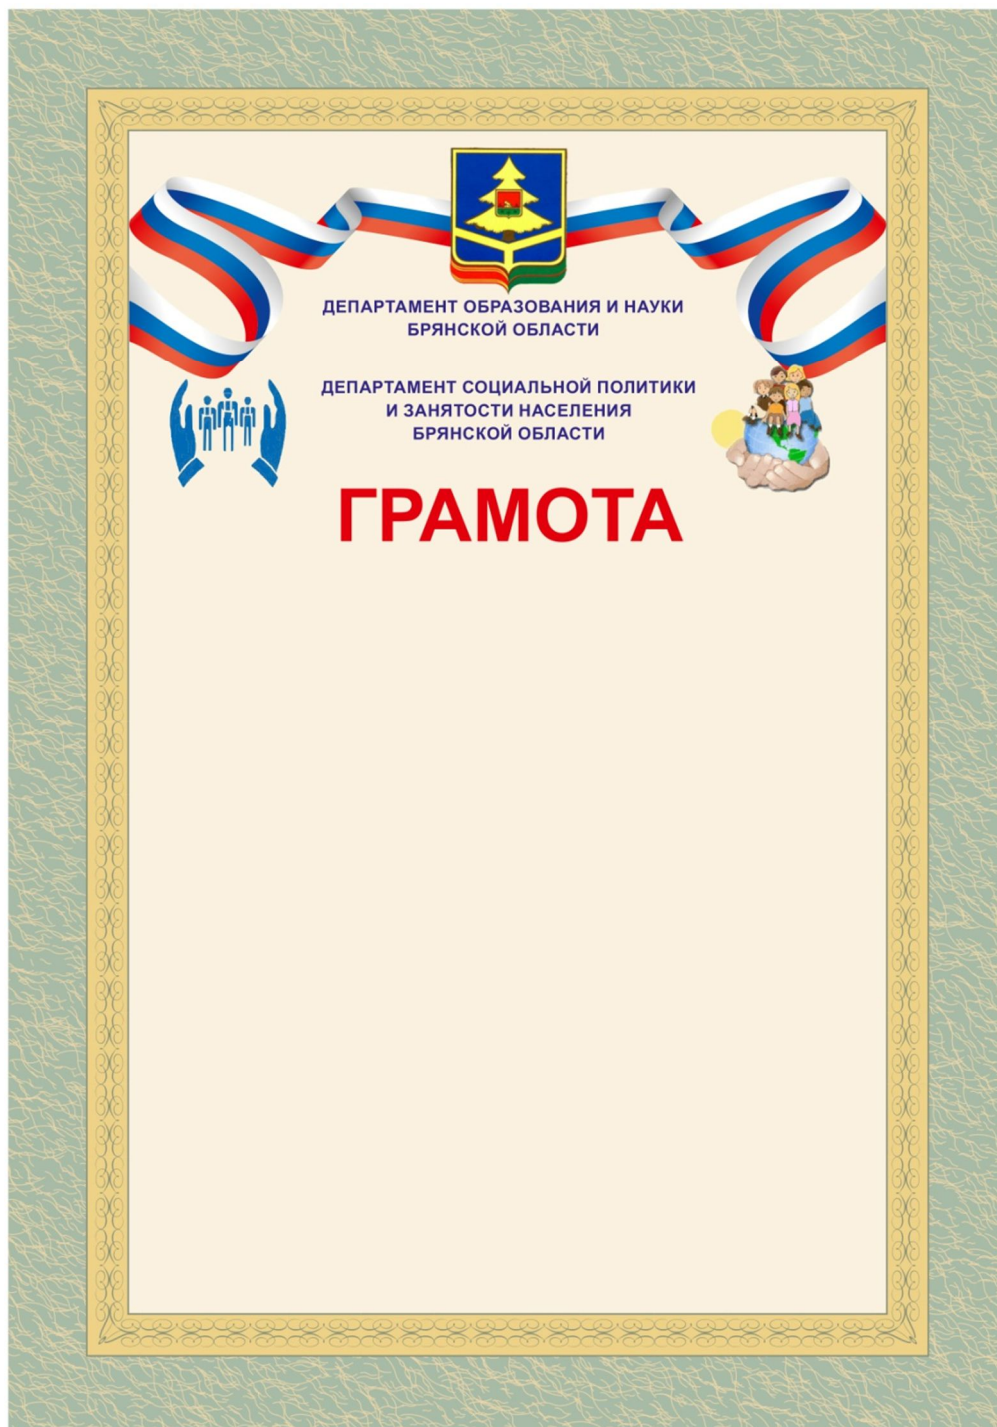 ДЕПАРТАМЕНТ ОБРАЗОВАНИЯ И НАУКИ
БРЯНСКОЙ ОБЛАСТИ
ДЕПАРТАМЕНТ СОЦИАЛЬНОЙ ПОЛИТИКИ
И ЗАНЯТОСТИ НАСЕЛЕНИЯ
БРЯНСКОЙ ОБЛАСТИ
ГРАМОТА